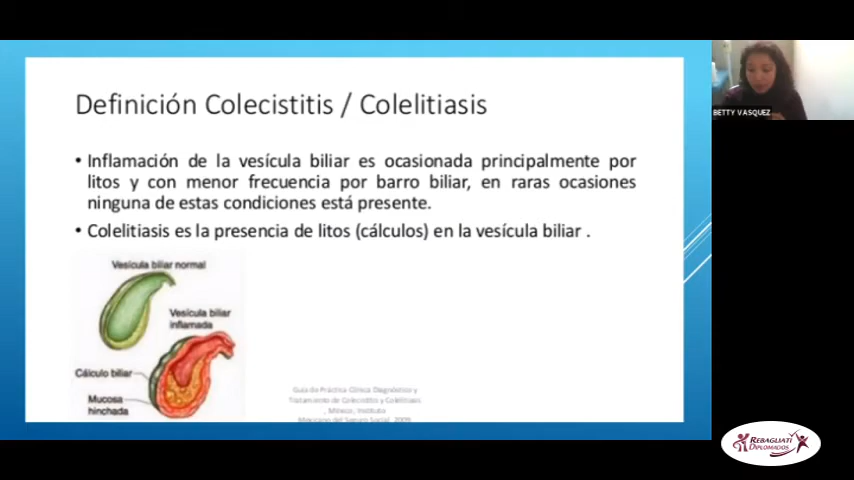 Definición Colecistitis / Colelitiasis
• Inflamación de la vesícula biliar es ocasionada principalmente por
litos y con menor frecuencia por barro biliar, en raras ocasiones
ninguna de estas condiciones está presente.
• Colelitiasis es la presencia de litos (cálculos) en la vesícula biliar .
Vesícula biliar normal
Vesícula biliar
inflamada
Cálculo biliar
Mucosa
hinchada
Guia de Práctica Clínica Diagnóstico y
Tratamiento de Colecistitis y Colelitiasis
, México, Instituto
Mexicano del Seguro Social, 2009
BETTY VASQUEZ
REBAGLIATI
DIPLOMADOS